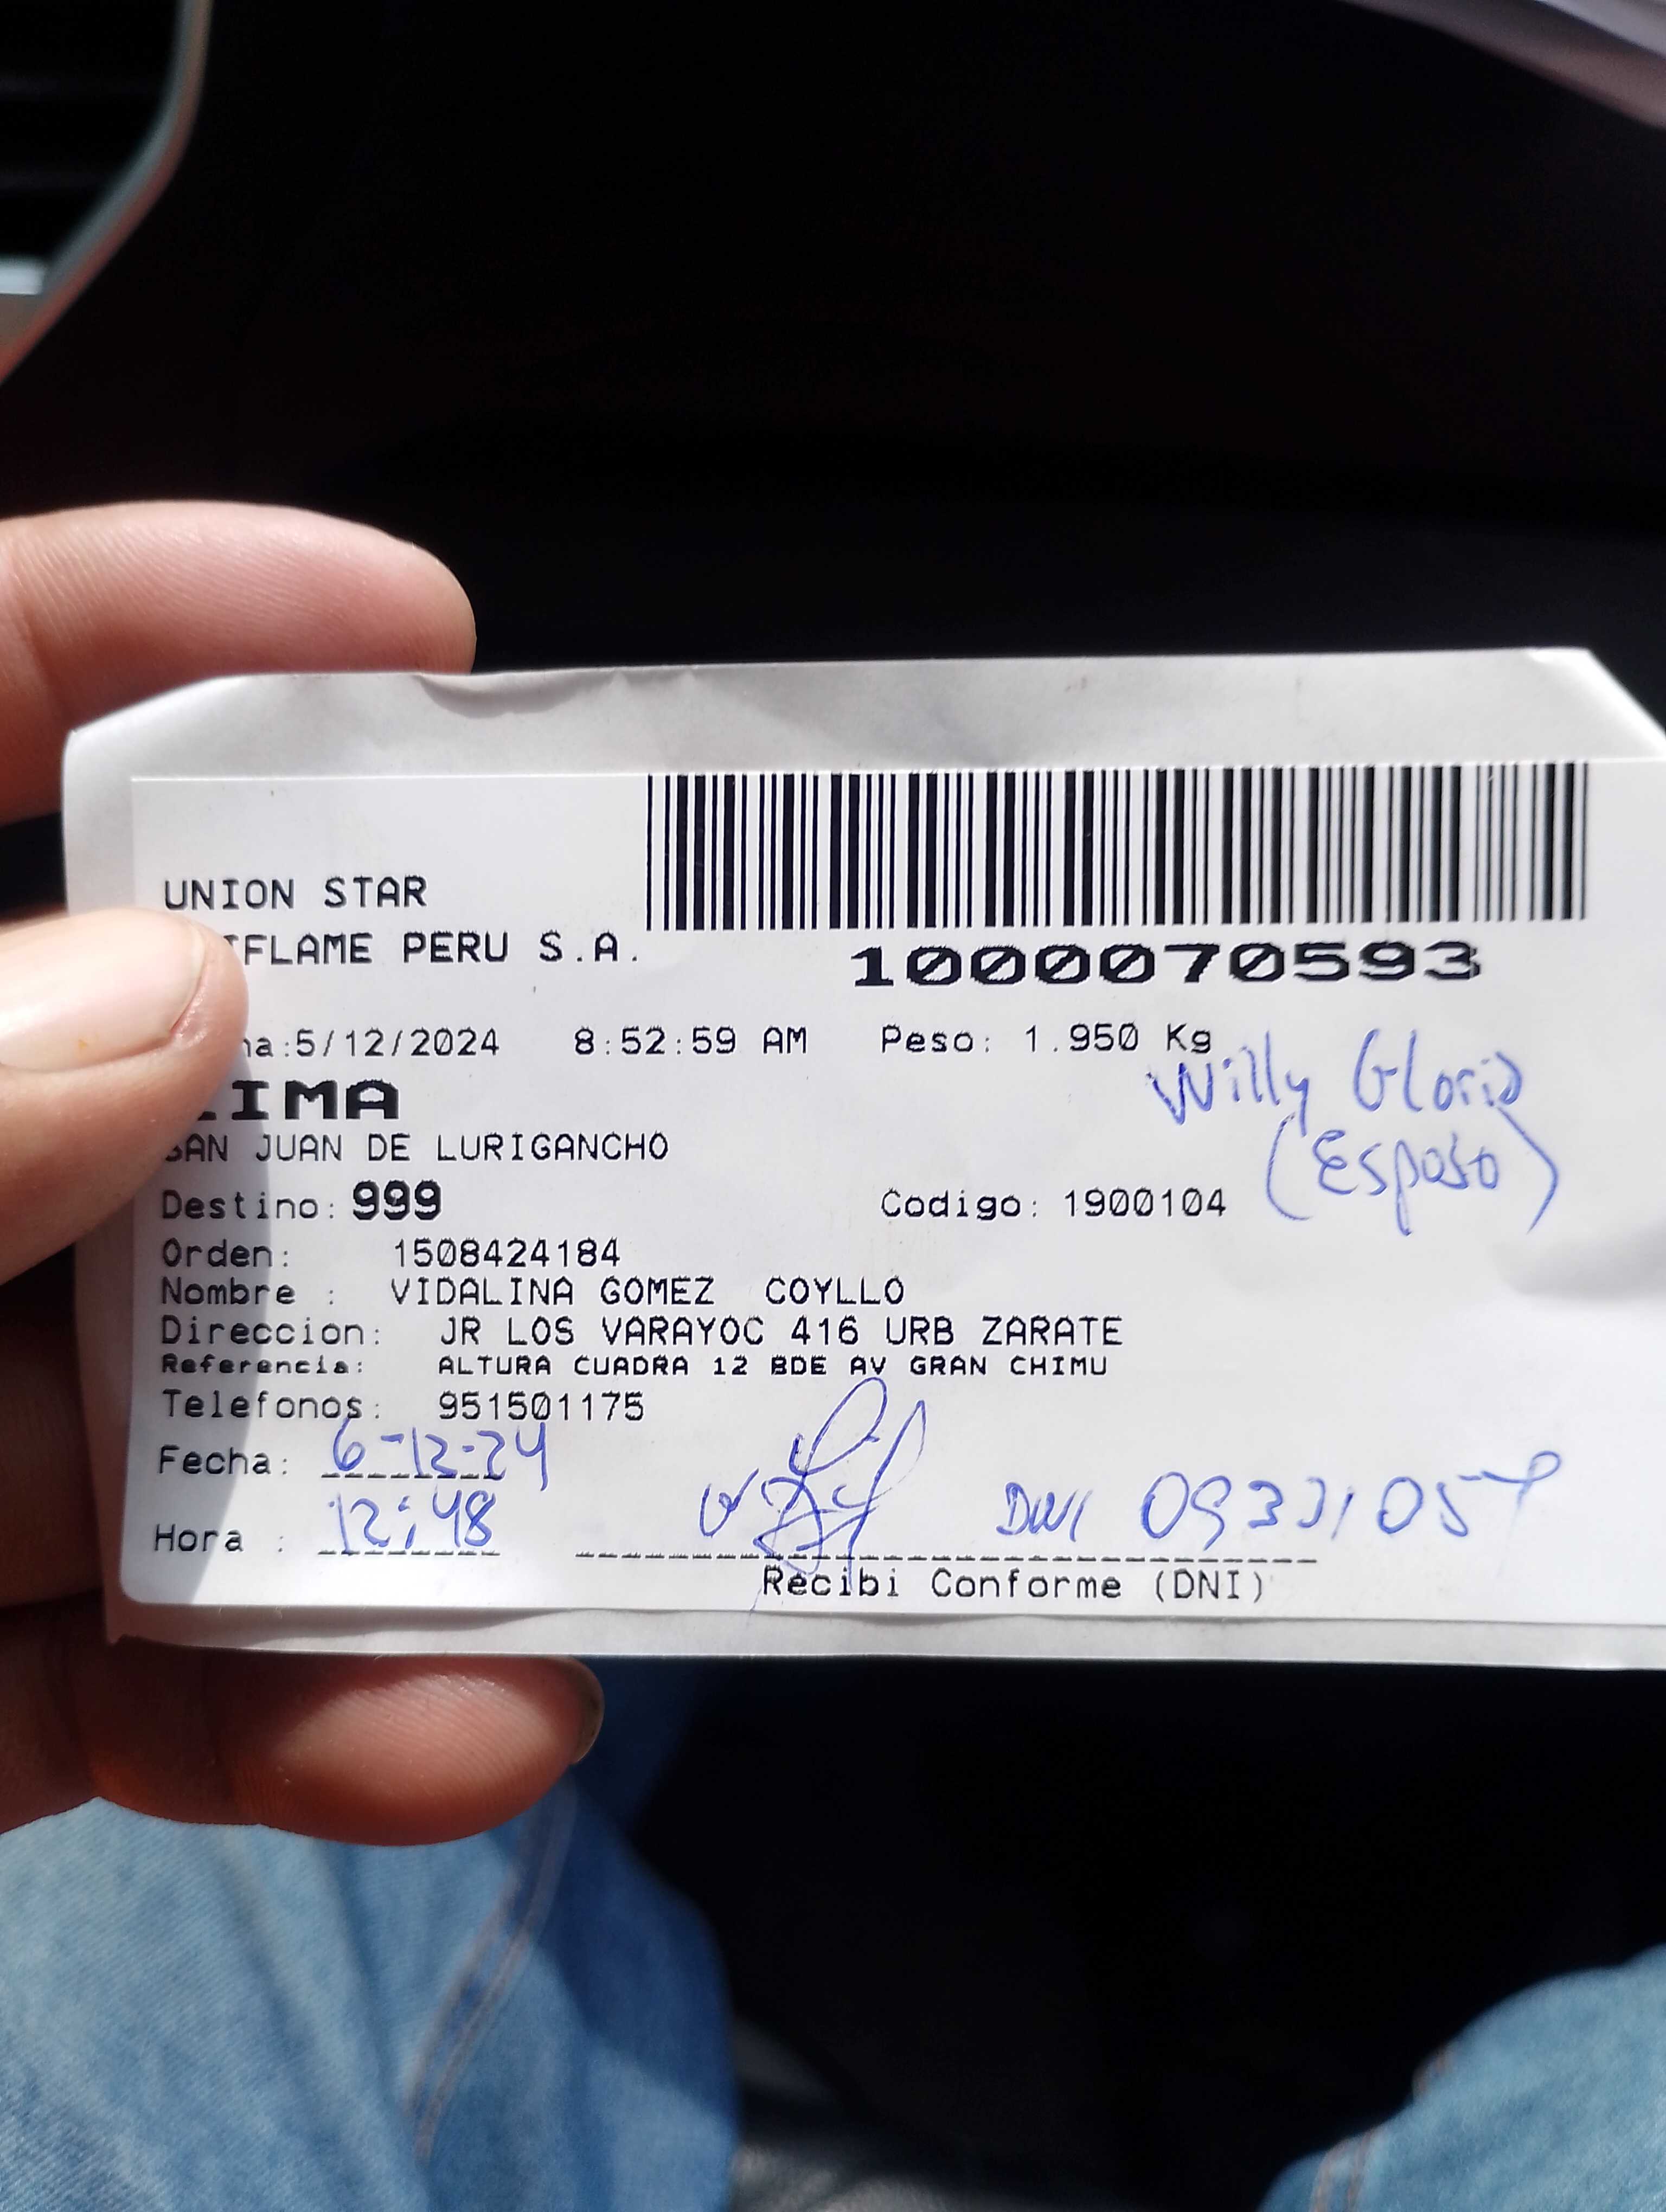 UNION STAR
IFLAME PERU S.A.
1000070593
ha:5/12/2024 8:52:59 AM Peso: 1.950 Kg
Willy Gloria
LIMA
(Esposo)
SAN JUAN DE LURIGANCHO
Destino: 999 Codigo: 1900104
Orden: 1508424184
Nombre : VIDALINA GOMEZ COYLLO
Direccion: JR LOS VARAYOC 416 URB ZARATE
Referencia: ALTURA CUADRA 12 BDE AV GRAN CHIMU
Telefonos: 951501175
Fecha: 6-12-24
Hora : 12:48 DNI
Recibi Conforme (DNI)